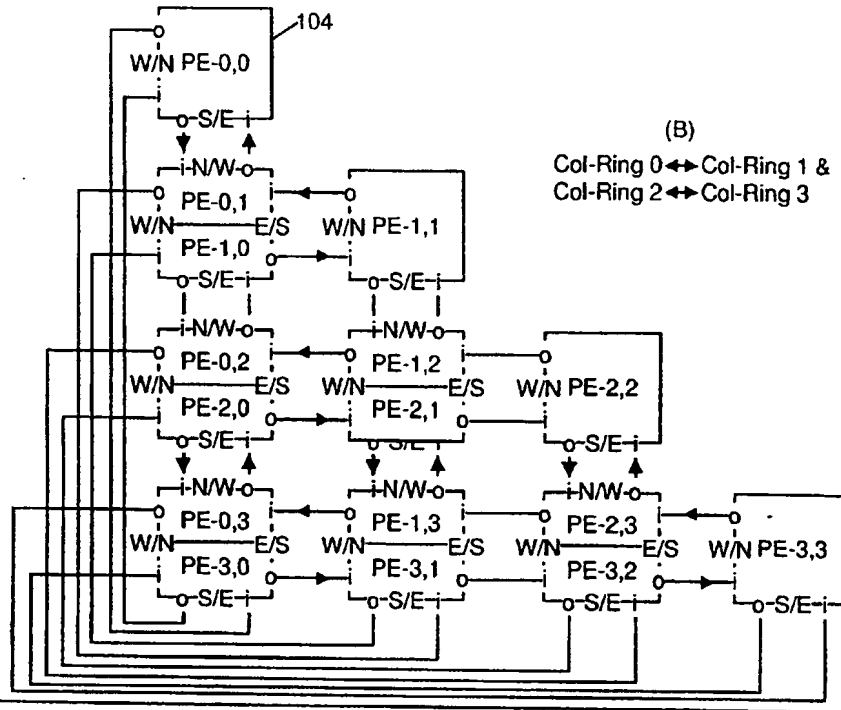 104
o
W/N PE-0,0
i
o S/E i
(B)
Col-Ring 0 ↔ Col-Ring 1 &
Col-Ring 2 ↔ Col-Ring 3
i N/W o
o PE-0,1 i o
W/N E/S W/N PE-1,1
i PE-1,0 o i
o S/E i o S/E i
i N/W o i N/W o
o PE-0,2 i o PE-1,2 i o
W/N E/S W/N E/S W/N PE-2,2
i PE-2,0 o i PE-2,1 o i
o S/E i o S/E i o S/E i
i N/W o i N/W o i N/W o
o PE-0,3 i o PE-1,3 i o PE-2,3 i o
W/N E/S W/N E/S W/N E/S W/N PE-3,3
i PE-3,0 o i PE-3,1 o i PE-3,2 o i
o S/E i o S/E i o S/E i o S/E i